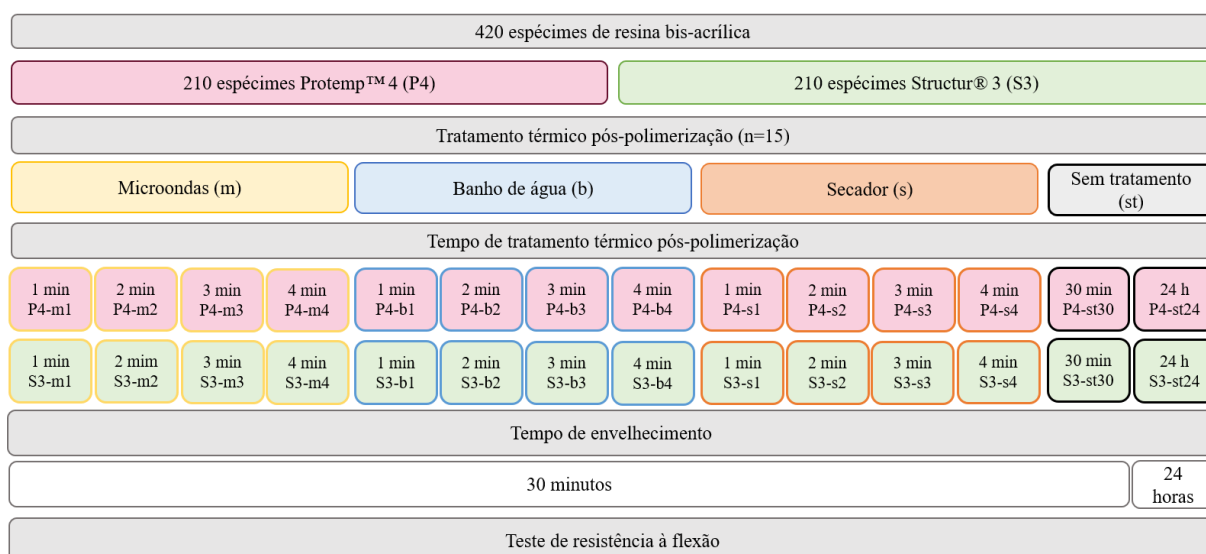 420 espécimes de resina bis-acrílica
210 espécimes Protemp™ 4 (P4)
210 espécimes Structur® 3 (S3)
Tratamento térmico pós-polimerização (n=15)
Microondas (m)
Banho de água (b)
Secador (s)
Sem tratamento
(st)
Tempo de tratamento térmico pós-polimerização
1 min
P4-m1
2 min
P4-m2
3 min
P4-m3
4 min
P4-m4
1 min
P4-b1
2 min
P4-b2
3 min
P4-b3
4 min
P4-b4
1 min
P4-s1
2 min
P4-s2
3 min
P4-s3
4 min
P4-s4
30 min
P4-st30
24 h
P4-st24
1 min
S3-m1
2 mim
S3-m2
3 min
S3-m3
4 min
S3-m4
1 min
S3-b1
2 min
S3-b2
3 min
S3-b3
4 min
S3-b4
1 min
S3-s1
2 min
S3-s2
3 min
S3-s3
4 min
S3-s4
30 min
S3-st30
24 h
S3-st24
Tempo de envelhecimento
30 minutos
24
horas
Teste de resistência à flexão